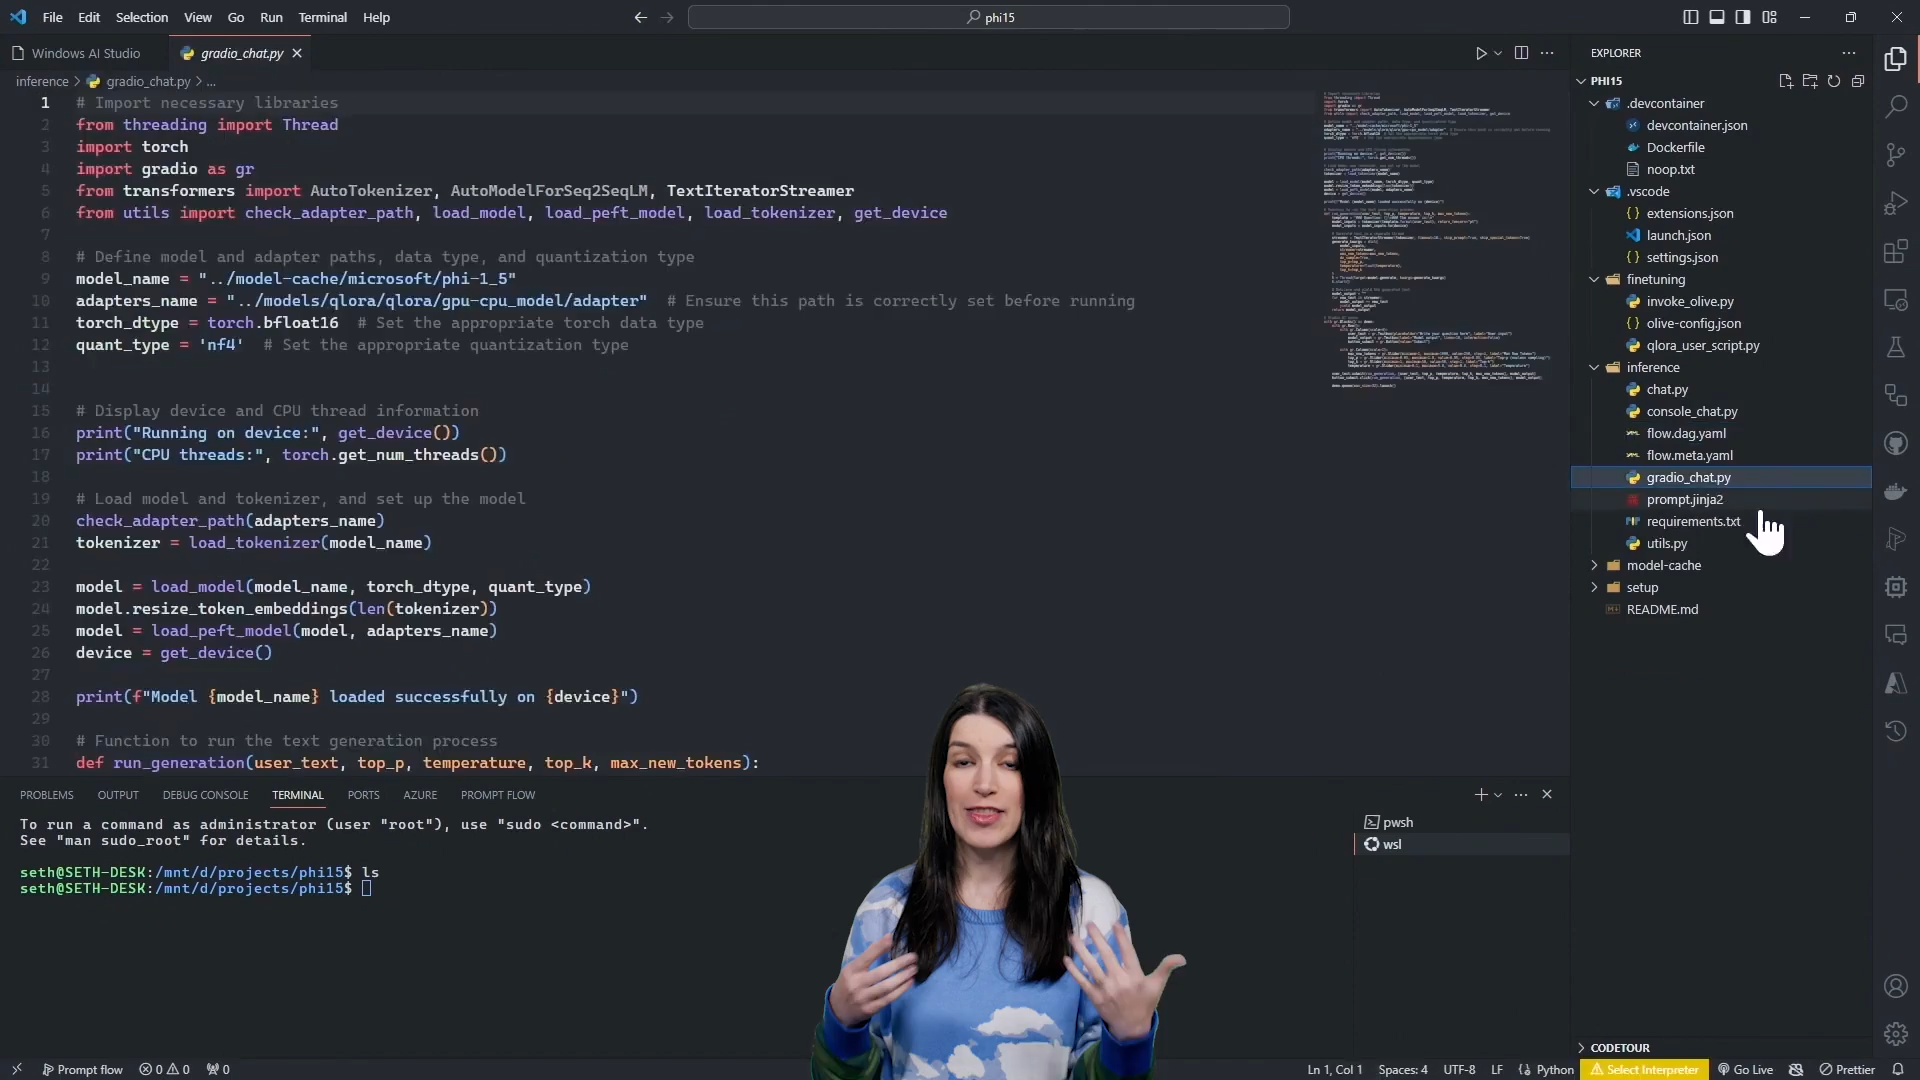 File Edit Selection View Go Run Terminal Help
phi15
Windows AI Studio
gradio_chat.py
inference > gradio_chat.py > ...
1 # Import necessary libraries
2 from threading import Thread
3 import torch
4 import gradio as gr
5 from transformers import AutoTokenizer, AutoModelForSeq2SeqLM, TextIteratorStreamer
6 from utils import check_adapter_path, load_model, load_peft_model, load_tokenizer, get_device
7
8 # Define model and adapter paths, data type, and quantization type
9 model_name = "../model-cache/microsoft/phi-1_5"
10 adapters_name = "../models/qlora/qlora/gpu-cpu_model/adapter"  # Ensure this path is correctly set before running
11 torch_dtype = torch.bfloat16  # Set the appropriate torch data type
12 quant_type = 'nf4'  # Set the appropriate quantization type
13
14
15 # Display device and CPU thread information
16 print("Running on device:", get_device())
17 print("CPU threads:", torch.get_num_threads())
18
19 # Load model and tokenizer, and set up the model
20 check_adapter_path(adapters_name)
21 tokenizer = load_tokenizer(model_name)
22
23 model = load_model(model_name, torch_dtype, quant_type)
24 model.resize_token_embeddings(len(tokenizer))
25 model = load_peft_model(model, adapters_name)
26 device = get_device()
27
28 print(f"Model {model_name} loaded successfully on {device}")
29
30 # Function to run the text generation process
31 def run_generation(user_text, top_p, temperature, top_k, max_new_tokens):
PROBLEMS OUTPUT DEBUG CONSOLE TERMINAL PORTS AZURE PROMPT FLOW
To run a command as administrator (user "root"), use "sudo <command>".
See "man sudo_root" for details.
seth@SETH-DESK:/mnt/d/projects/phi15$ ls
seth@SETH-DESK:/mnt/d/projects/phi15$
pwsh
wsl
EXPLORER
PHI15
.devcontainer
devcontainer.json
Dockerfile
noop.txt
.vscode
extensions.json
launch.json
settings.json
finetuning
invoke_olive.py
olive-config.json
qlora_user_script.py
inference
chat.py
console_chat.py
flow.dag.yaml
flow.meta.yaml
gradio_chat.py
prompt.jinja2
requirements.txt
utils.py
model-cache
setup
README.md
CODETOUR
Prompt flow 0 0 0 Ln 1, Col 1 Spaces: 4 UTF-8 LF Python Select Interpreter Go Live Prettier